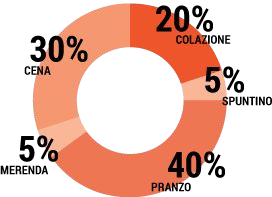 20%
COLAZIONE
5%
SPUNTINO
40%
PRANZO
5%
MERENDA
30%
CENA